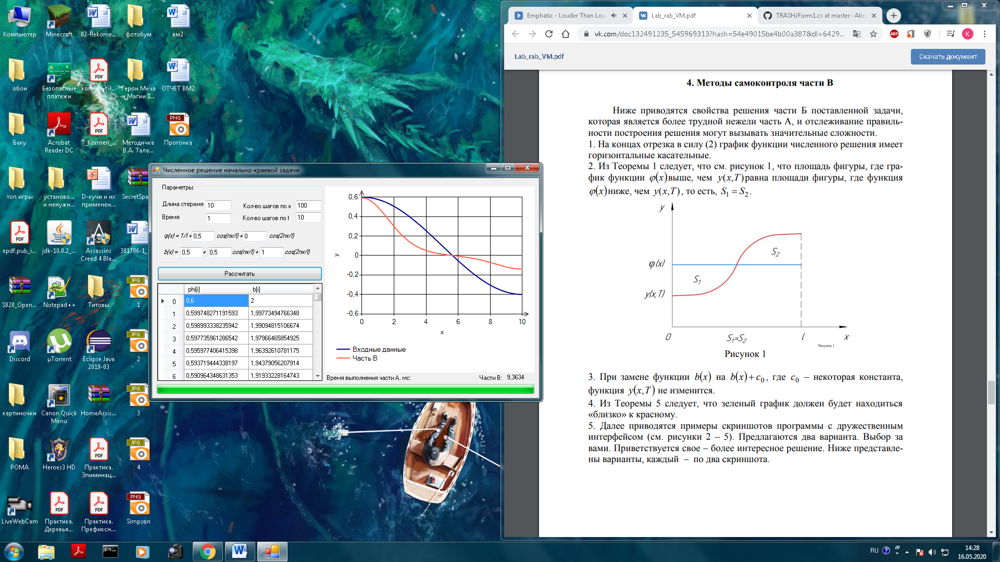 Компьютер
Minecraft
02-Rekome...
фотобум
вм2
обои
Безопасные платежи
kormen-t-l...
Герои Меча и Магии II...
ОТЧЕТ ВМ2
Баку
Acrobat Reader DC
T_Kormen_...
Методичка В.А. Тала...
Прогонка
топ игры
установо... и ненужн...
D-кучи и их применен...
SecretSpa
epdf.pub_i...
jdk-10.0.2_...
Assassins Creed 4 Bla...
381706-1_
S820_Open...
Notepad++
Титовы
1
Discord
µTorrent
Eclipse Java 2019-03
2
картиночки
Canon Quick Menu
HomeAssis...
3
РОМА
Heroes3 HD
Практика. Элиминац...
4
LiveWebCam
Практика. Деревья...
Практика. Префиксн...
Simpson
Численное решение начально-краевой задачи
Параметры:
Длина стержня 10 Кол-во шагов по x 100
Время 1 Кол-во шагов по t 10
φ(x) = 1/l + 0,5 cos(πx/l) + 0 cos(2πx/l)
b(x) = 0,5 + 0,5 cos(πx/l) + 1 cos(2πx/l)
Рассчитать
phi[i] b[i]
0 0,6 2
1 0,599748271191593 1,99773494766348
2 0,598993338235942 1,99094815106674
3 0,597735961286542 1,97966465854925
4 0,595977406415398 1,96392610781175
5 0,593719444338197 1,94379056207914
6 0,590964348631353 1,91933228164743
y
0,6
0,4
0,2
0
-0,2
-0,4
-0,6
0 2 4 6 8 10
x
Входные данные
Часть B
Время выполнения части А, мс: Части В: 9,3634
Emphatic - Louder Than Lov
Lab_rab_VM.pdf
TRASH/Form1.cs at master · Alice
vk.com/doc132491235_545969313?hash=54e49015be4b00a387&dl=6429...
ABP
K
Lab_rab_VM.pdf
Скачать документ
4. Методы самоконтроля части В
Ниже приводятся свойства решения части Б поставленной задачи,
которая является более трудной нежели часть А, и отслеживание правиль-
ности построения решения могут вызывать значительные сложности.
1. На концах отрезка в силу (2) график функции численного решения имеет
горизонтальные касательные.
2. Из Теоремы 1 следует, что см. рисунок 1, что площадь фигуры, где гра-
фик функции φ(x)выше, чем y(x,T)равна площади фигуры, где функция
φ(x)ниже, чем y(x,T), то есть, S₁ = S₂.
y
S₂
φ(x)
S₁
y(x,T)
0 S₁=S₂ l x
Рисунок 1
Рисунок 1
3. При замене функции b(x) на b(x)+c₀, где c₀ – некоторая константа,
функция y(x,T) не изменится.
4. Из Теоремы 5 следует, что зеленый график должен будет находиться
«близко» к красному.
5. Далее приводятся примеры скриншотов программы с дружественным
интерфейсом (см. рисунки 2 – 5). Предлагаются два варианта. Выбор за
вами. Приветствуется свое – более интересное решение. Ниже представле-
ны варианты, каждый – по два скриншота.
RU
14:28
16.05.2020